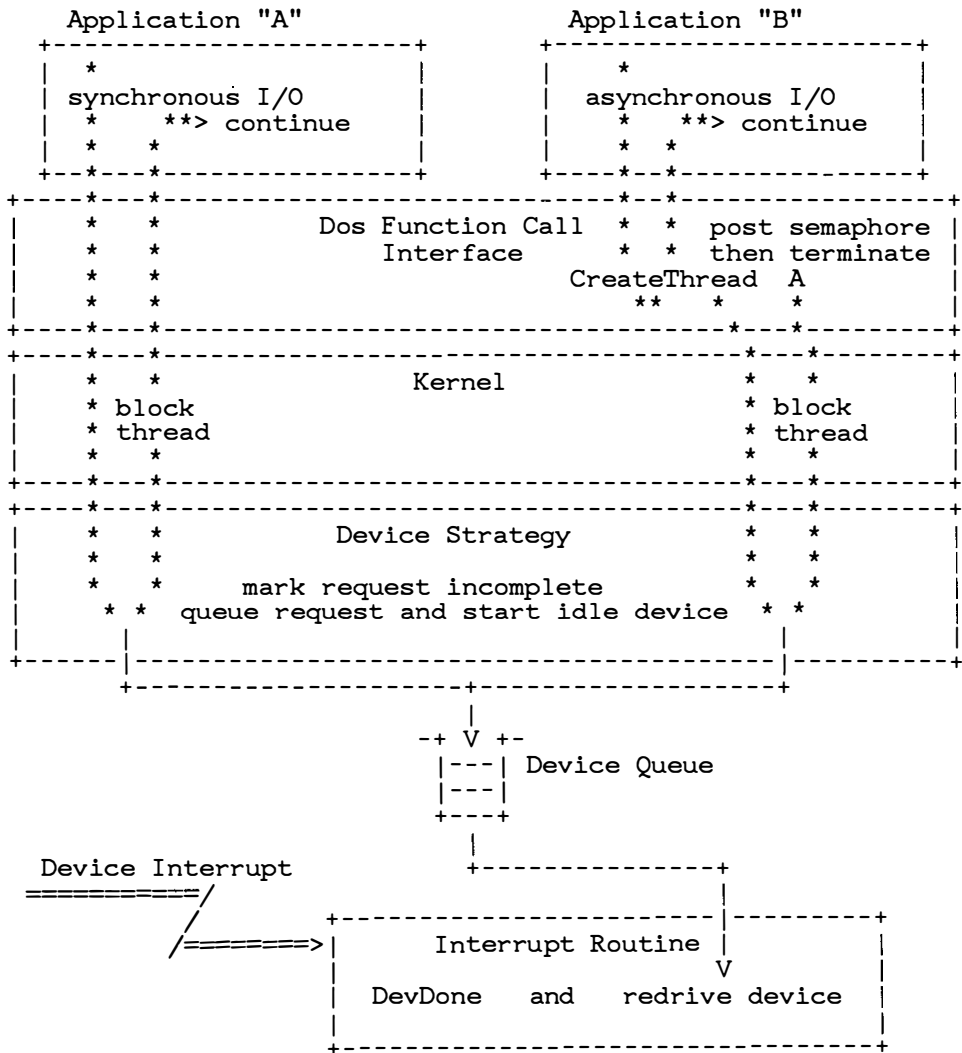 Application "A" Application "B"
synchronous I/O asynchronous I/O
**> continue **> continue
Dos Function Call post semaphore
Interface then terminate
CreateThread A
Kernel
block block
thread thread
Device Strategy
mark request incomplete
queue request and start idle device
V
Device Queue
Device Interrupt
Interrupt Routine
V
DevDone and redrive device